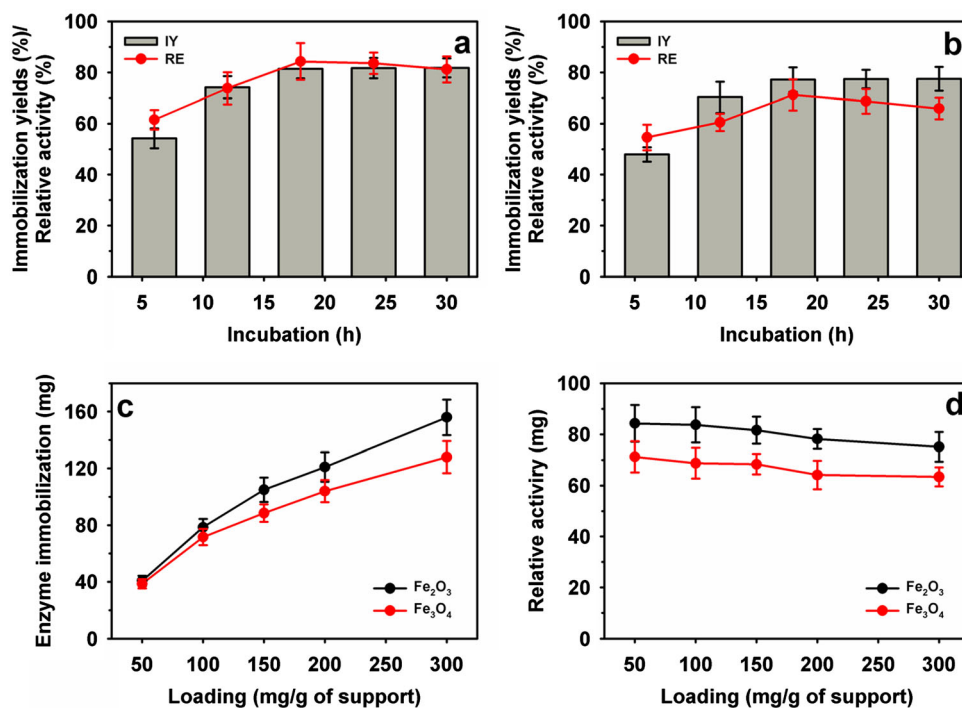 Immobilization yields (%)/
Relative activity (%)
100
80
60
40
20
0
IY
RE
a
5 10 15 20 25 30
Incubation (h)
Immobilization yields (%)/
Relative activity (%)
100
80
60
40
20
0
IY
RE
b
5 10 15 20 25 30
Incubation (h)
Enzyme immobilization (mg)
160
120
80
40
0
c
Fe₂O₃
Fe₃O₄
50 100 150 200 250 300
Loading (mg/g of support)
Relative activiry (mg)
100
80
60
40
20
0
d
Fe₂O₃
Fe₃O₄
50 100 150 200 250 300
Loading (mg/g of support)